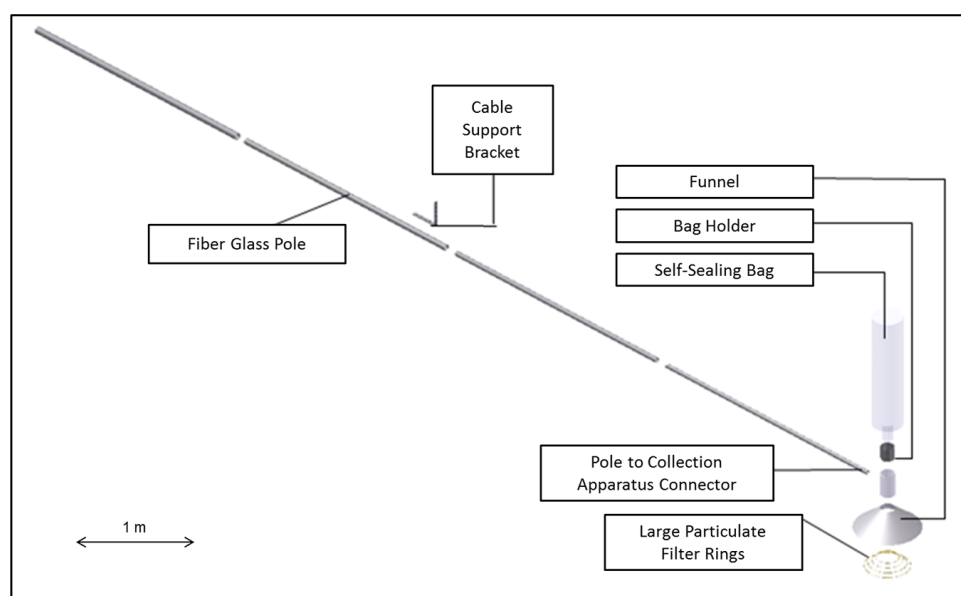 Cable
Support
Bracket
Funnel
Bag Holder
Fiber Glass Pole
Self-Sealing Bag
Pole to Collection
Apparatus Connector
1 m
Large Particulate
Filter Rings